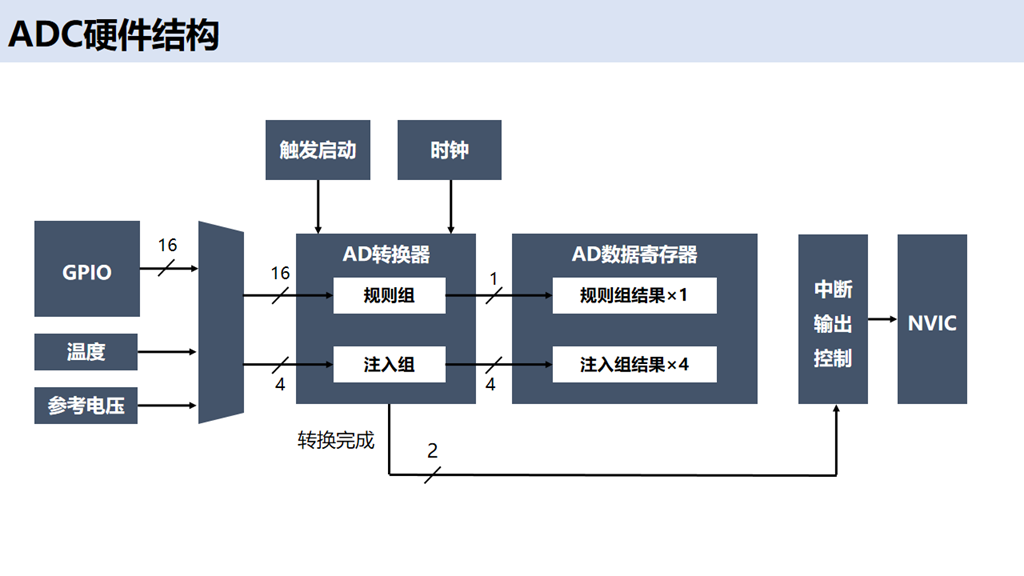 ADC硬件结构
触发启动
时钟
GPIO
16
温度
参考电压
16
4
AD转换器
规则组
注入组
1
4
AD数据寄存器
规则组结果×1
注入组结果×4
中断
输出
控制
NVIC
转换完成
2